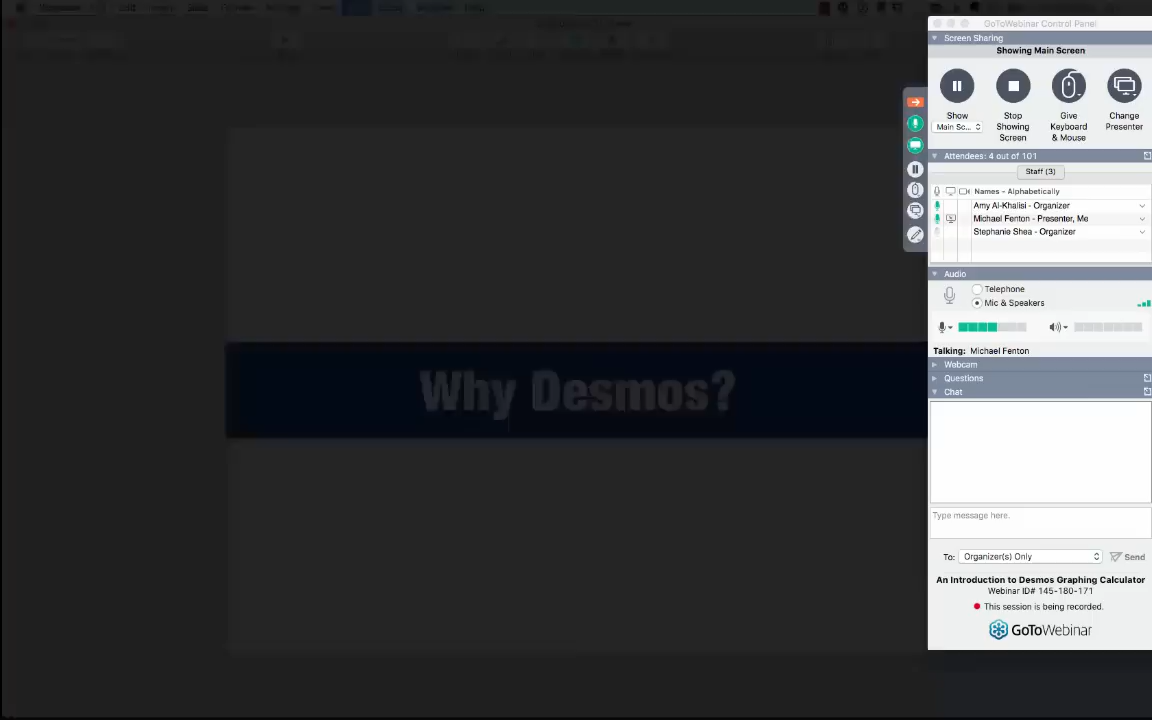 GoToWebinar Control Panel
Screen Sharing
Showing Main Screen
Show
Main Sc...
Stop
Showing
Screen
Give
Keyboard
& Mouse
Change
Presenter
Attendees: 4 out of 101
Staff (3)
Names - Alphabetically
Amy Al-Khalisi - Organizer
Michael Fenton - Presenter, Me
Stephanie Shea - Organizer
Audio
Telephone
Mic & Speakers
Talking: Michael Fenton
Webcam
Questions
Chat
Why Desmos?
Type message here.
To: Organizer(s) Only
Send
An Introduction to Desmos Graphing Calculator
Webinar ID# 145-180-171
This session is being recorded.
GoToWebinar